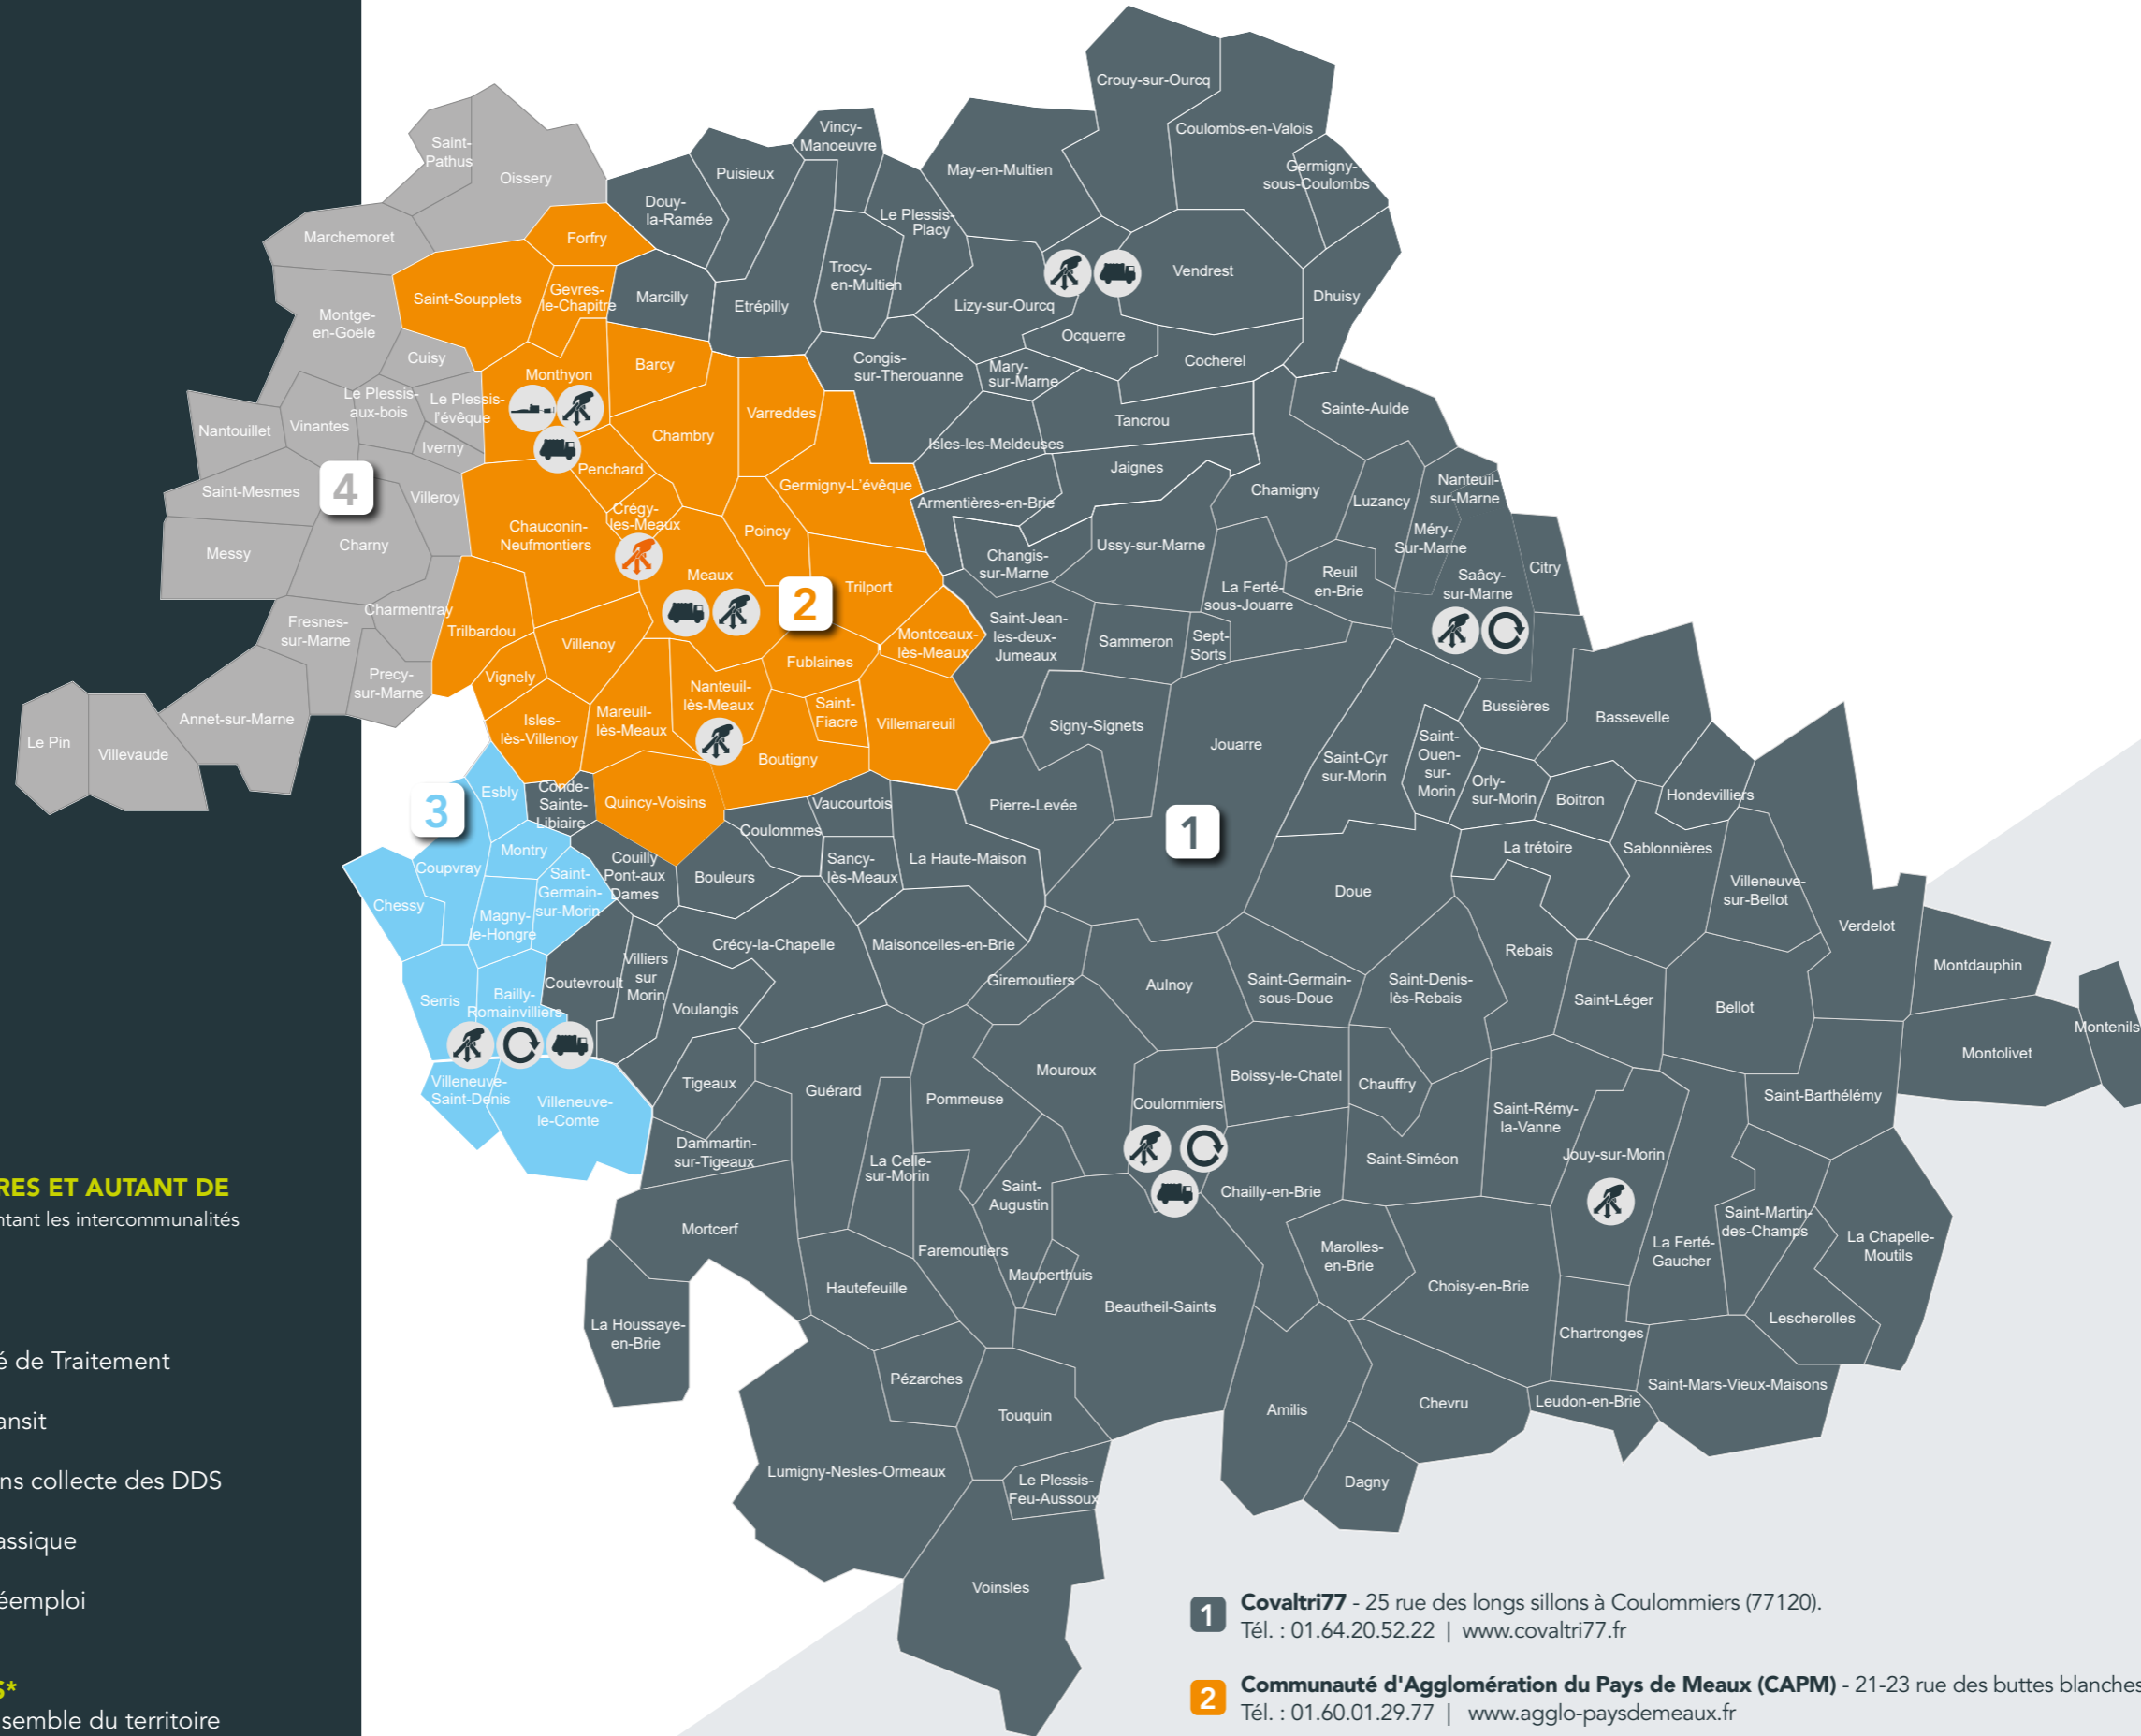 Crouy-sur-Ourcq
Coulombs-en-Valois
Germigny-
sous-Coulombs
Vincy-
Manoeuvre
May-en-Multien
Puisieux
Saint-
Pathus
Oissery
Douy-
la-Ramée
Le Plessis-
Placy
Marchemoret
Forfry
Trocy-
en-Multien
Vendrest
Dhuisy
Saint-Soupplets
Gevres-
le-Chapitre
Marcilly
Etrépilly
Lizy-sur-Ourcq
Montge-
en-Goële
Ocquerre
Cuisy
Barcy
Congis-
sur-Therouanne
Mary-
sur-Marne
Cocherel
Monthyon
Le Plessis-
aux-bois
Le Plessis-
l'évêque
Varreddes
Sainte-Aulde
Tancrou
Nantouillet
Vinantes
Chambry
Isles-les-Meldeuses
Iverny
Penchard
Jaignes
Germigny-L'évêque
Armentières-en-Brie
Chamigny
Luzancy
Nanteuil-
sur-Marne
Saint-Mesmes
4
Villeroy
Crégy-
les-Meaux
Chauconin-
Neufmontiers
Poincy
Méry-
Sur-Marne
Messy
Charny
Ussy-sur-Marne
Changis-
sur-Marne
Citry
Meaux
2
Trilport
La Ferté-
sous-Jouarre
Reuil
en-Brie
Saâcy-
sur-Marne
Charmentray
Fresnes-
sur-Marne
Trilbardou
Villenoy
Montceaux-
lès-Meaux
Saint-Jean-
les-deux-
Jumeaux
Sammeron
Sept-
Sorts
Fublaines
Precy-
sur-Marne
Vignely
Nanteuil-
lès-Meaux
Saint-
Fiacre
Villemareuil
Bussières
Bassevelle
Annet-sur-Marne
Isles-
lès-Villenoy
Mareuil-
lès-Meaux
Signy-Signets
Jouarre
Le Pin
Villevaude
Boutigny
Saint-Cyr
sur-Morin
Saint-
Ouen-
sur-
Morin
Orly-
sur-Morin
Boitron
Hondevilliers
3
Esbly
Conde-
Sainte-
Libiaire
Quincy-Voisins
Vaucourtois
Pierre-Levée
1
Coulommes
Montry
Couilly
Pont-aux
Dames
Sancy-
lès-Meaux
La Haute-Maison
La trétoire
Sablonnières
Coupvray
Saint-
Germain-
sur-Morin
Bouleurs
Doue
Villeneuve-
sur-Bellot
Chessy
Magny-
le-Hongre
Verdelot
Crécy-la-Chapelle
Maisoncelles-en-Brie
Rebais
Villiers
sur
Morin
Montdauphin
Coutevroult
Giremoutiers
Aulnoy
Saint-Germain-
sous-Doue
Saint-Denis-
lès-Rebais
Saint-Léger
Bellot
Serris
Bailly-
Romainvilliers
Voulangis
Montenils
Montolivet
Villeneuve-
Saint-Denis
Tigeaux
Guérard
Mouroux
Boissy-le-Chatel
Chauffry
Saint-Barthélémy
Villeneuve-
le-Comte
Pommeuse
Coulommiers
Saint-Rémy-
la-Vanne
Dammartin-
sur-Tigeaux
La Celle-
sur-Morin
Saint-Siméon
Jouy-sur-Morin
Saint-
Augustin
Chailly-en-Brie
Mortcerf
Saint-Martin-
des-Champs
La Chapelle-
Moutils
Faremoutiers
Marolles-
en-Brie
La Ferté-
Gaucher
Mauperthuis
Hautefeuille
Choisy-en-Brie
Beautheil-Saints
La Houssaye-
en-Brie
Chartronges
Lescherolles
Pézarches
Saint-Mars-Vieux-Maisons
Touquin
Amilis
Chevru
Leudon-en-Brie
Lumigny-Nesles-Ormeaux
Le Plessis-
Feu-Aussoux
Dagny
Voinsles
RES ET AUTANT DE
ntant les intercommunalités
é de Traitement
ansit
ns collecte des DDS
assique
éemploi
S*
semble du territoire
1 Covaltri77 - 25 rue des longs sillons à Coulommiers (77120).
Tél. : 01.64.20.52.22 | www.covaltri77.fr
2 Communauté d'Agglomération du Pays de Meaux (CAPM) - 21-23 rue des buttes blanches
Tél. : 01.60.01.29.77 | www.agglo-paysdemeaux.fr